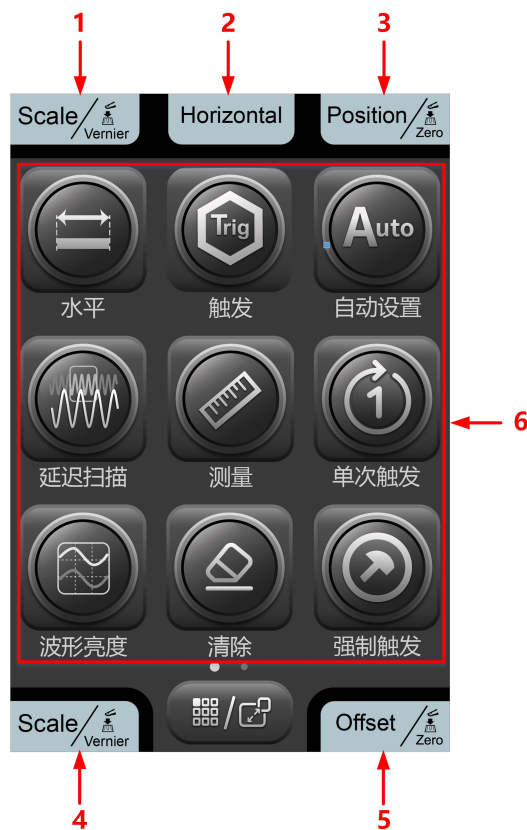 1 2 3
Scale/Vernier Horizontal Position/Zero
Trig Auto
水平 触发 自动设置
1
6
延迟扫描 测量 单次触发
波形亮度 清除 强制触发
/
Scale/Vernier Offset/Zero
4 5